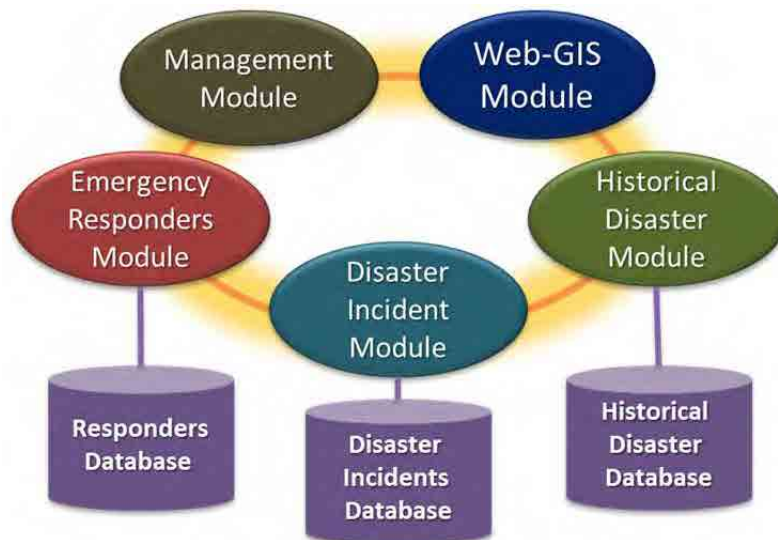 Management
Module
Web-GIS
Module
Emergency
Responders
Module
Historical
Disaster
Module
Disaster
Incident
Module
Responders
Database
Disaster
Incidents
Database
Historical
Disaster
Database